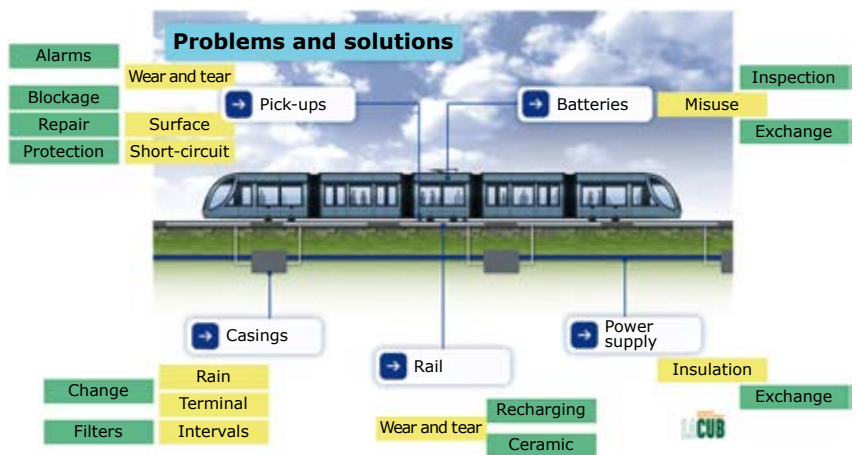 Problems and solutions
Alarms
Wear and tear
Blockage
Repair
Surface
Protection
Short-circuit
Pick-ups
Batteries
Misuse
Inspection
Exchange
Casings
Rail
Power
supply
Change
Rain
Terminal
Filters
Intervals
Wear and tear
Recharging
Ceramic
Insulation
Exchange
LACUB